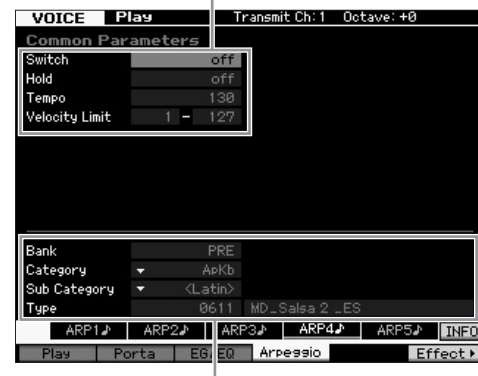 VOICE Play Transmit Ch:1 Octave:+0
Common Parameters
Switch off
Hold off
Tempo 130
Velocity Limit 1 - 127
Bank PRE
Category ApKb
Sub Category <Latin>
Type 0611 MD_Salsa 2 _ES
ARP1 ARP2 ARP3 ARP4 ARP5 INFO
Play Porta EG/EQ Arpeggio Effect